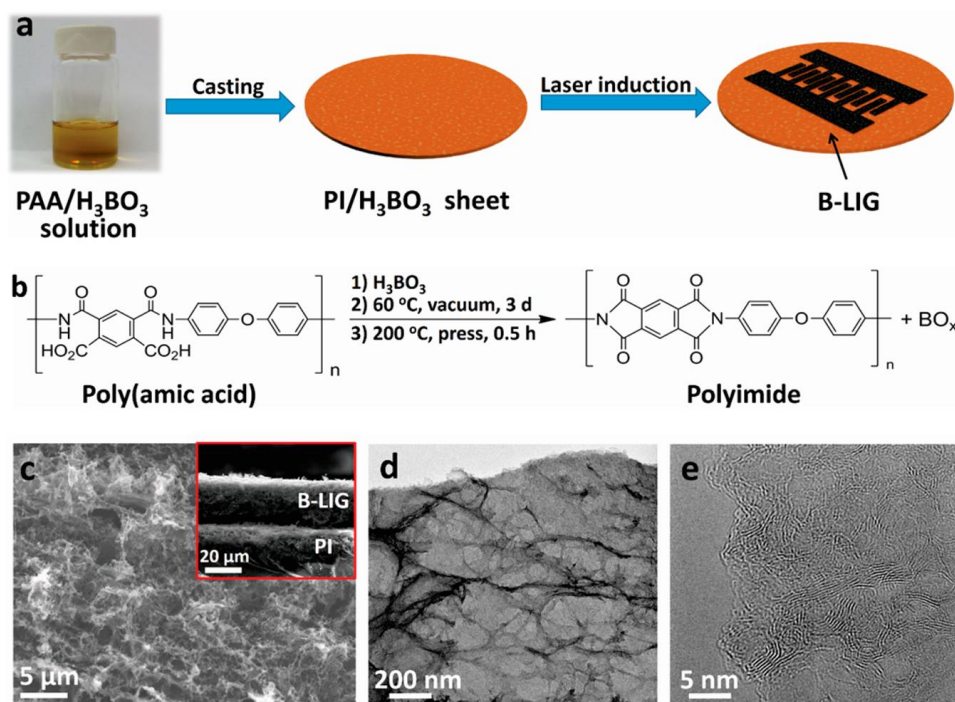 a
Casting
Laser induction
PAA/H₃BO₃
solution
PI/H₃BO₃ sheet
B-LIG
b
O
O
N
H
N
H
O
HO₂C
CO₂H
n
Poly(amic acid)
1) H₃BO₃
2) 60 °C, vacuum, 3 d
3) 200 °C, press, 0.5 h
O
O
N
N
O
O
O
n
+ BOₓ
Polyimide
c
B-LIG
PI
20 µm
5 µm
d
200 nm
e
5 nm